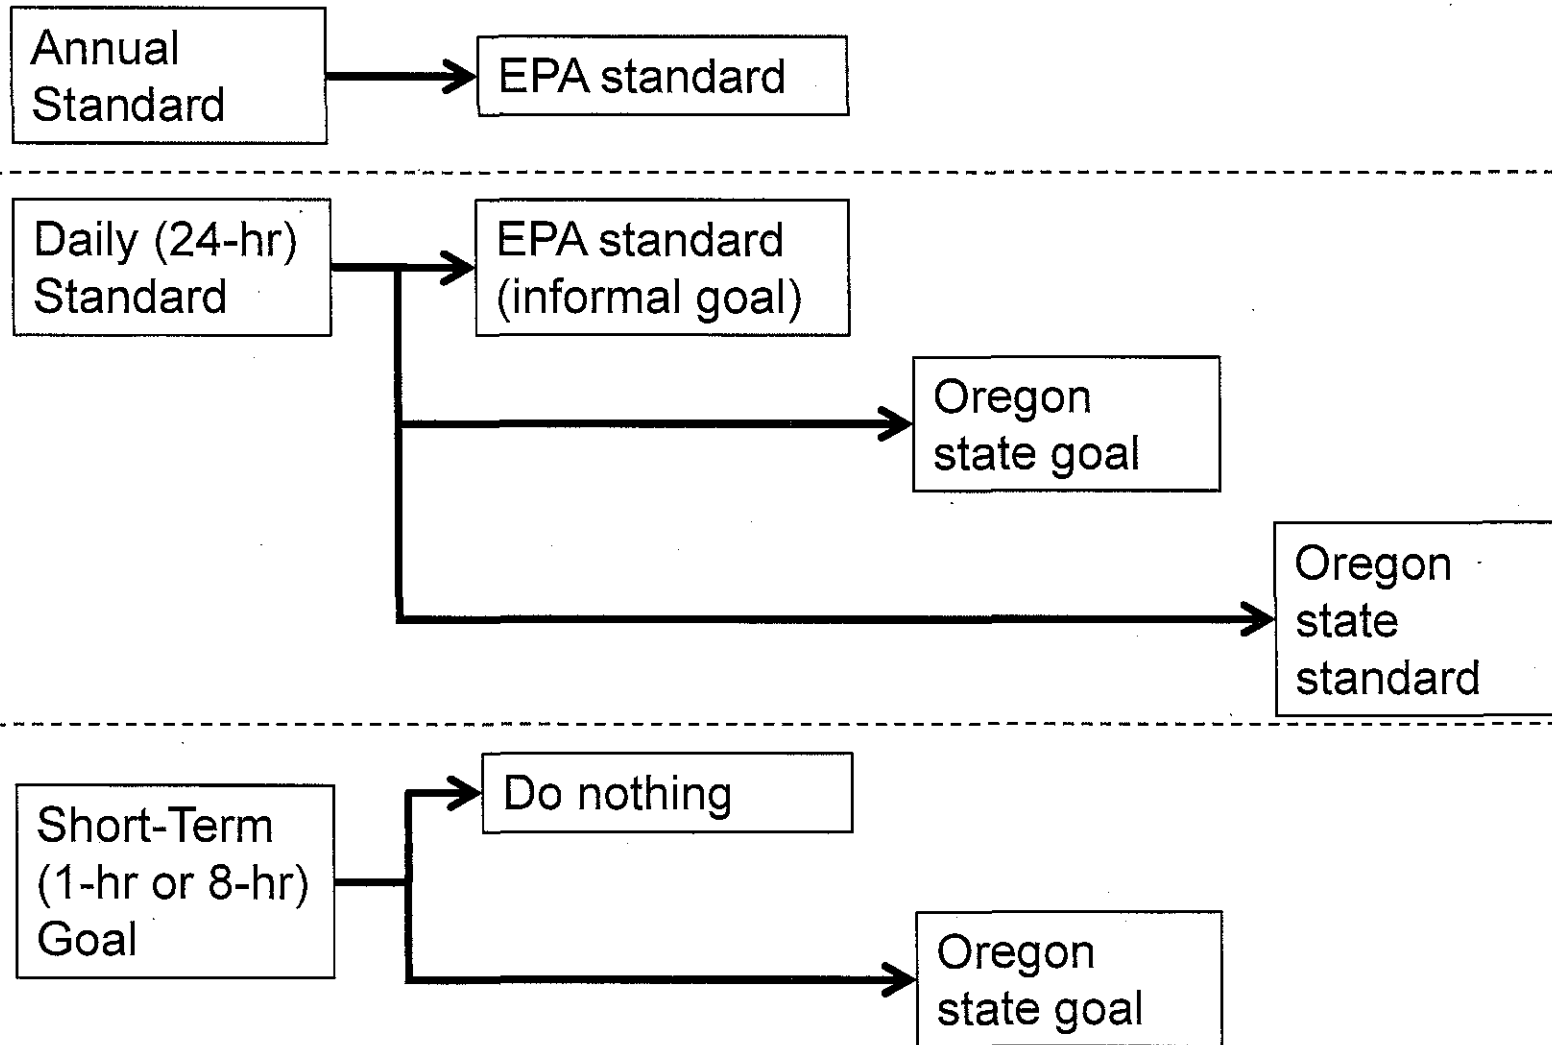 Annual
Standard
EPA standard
Daily (24-hr)
Standard
EPA standard
(informal goal)
Oregon
state goal
Oregon
state
standard
Short-Term
(1-hr or 8-hr)
Goal
Do nothing
Oregon
state goal